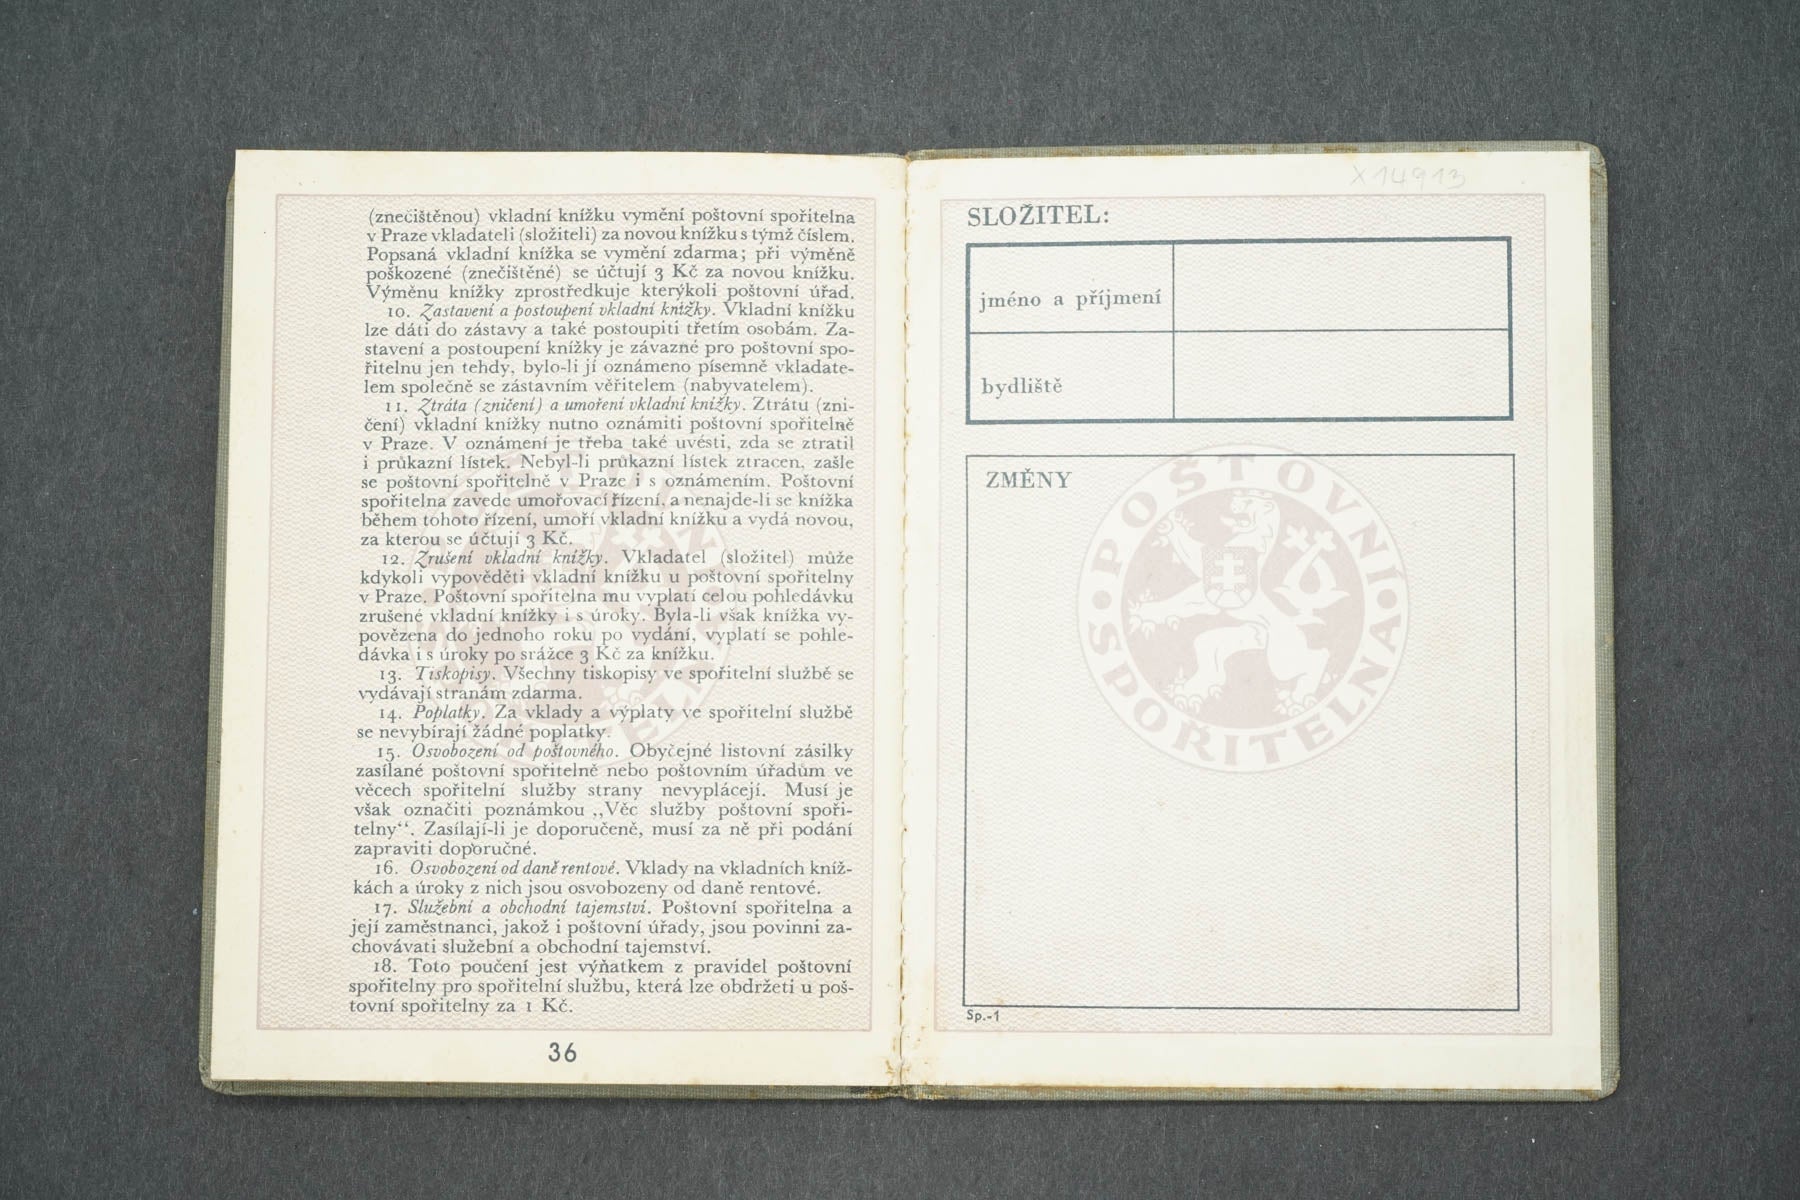 (znečištěnou) vkladní knížku vymění poštovní spořitelna
v Praze vkladateli (složiteli) za novou knížku s týmž číslem.
Popsaná vkladní knížka se vymění zdarma; při výměně
poškozené (znečištěné) se účtují 3 Kč za novou knížku.
Výměnu knížky zprostředkuje kterýkoli poštovní úřad.
10. Zastavení a postoupení vkladní knížky. Vkladní knížku
lze dáti do zástavy a také postoupiti třetím osobám. Za-
stavení a postoupení knížky je závazné pro poštovní spo-
řitelnu jen tehdy, bylo-li jí oznámeno písemně vkladate-
lem společně se zástavním věřitelem (nabyvatelem).
11. Ztráta (zničení) a umoření vkladní knížky. Ztrátu (zni-
čení) vkladní knížky nutno oznámiti poštovní spořitelně
v Praze. V oznámení je třeba také uvésti, zda se ztratil
i průkazní lístek. Nebyl-li průkazní lístek ztracen, zašle
se poštovní spořitelně v Praze i s oznámením. Poštovní
spořitelna zavede umořovací řízení, a nenajde-li se knížka
během tohoto řízení, umoří vkladní knížku a vydá novou,
za kterou se účtují 3 Kč.
12. Zrušení vkladní knížky. Vkladatel (složitel) může
kdykoli vypověděti vkladní knížku u poštovní spořitelny
v Praze. Poštovní spořitelna mu vyplatí celou pohledávku
zrušené vkladní knížky i s úroky. Byla-li však knížka vy-
povězena do jednoho roku po vydání, vyplatí se pohle-
dávka i s úroky po srážce 3 Kč za knížku.
13. Tiskopisy. Všechny tiskopisy ve spořitelní službě se
vydávají stranám zdarma.
14. Poplatky. Za vklady a výplaty ve spořitelní službě
se nevybírají žádné poplatky.
15. Osvobození od poštovného. Obyčejné listovní zásilky
zasílané poštovní spořitelně nebo poštovním úřadům ve
věcech spořitelní služby strany nevyplácejí. Musí je
však označiti poznámkou „Věc služby poštovní spoři-
telny“. Zasílají-li je doporučeně, musí za ně při podání
zapraviti doporučné.
16. Osvobození od daně rentové. Vklady na vkladních kníž-
kách a úroky z nich jsou osvobozeny od daně rentové.
17. Služební a obchodní tajemství. Poštovní spořitelna a
její zaměstnanci, jakož i poštovní úřady, jsou povinni za-
chovávati služební a obchodní tajemství.
18. Toto poučení jest výňatkem z pravidel poštovní
spořitelny pro spořitelní službu, která lze obdržeti u poš-
tovní spořitelny za 1 Kč.
36
X14913
SLOŽITEL:
jméno a příjmení
bydliště
ZMĚNY
POŠTOVNÍ
SPOŘITELNA
Sp.-1